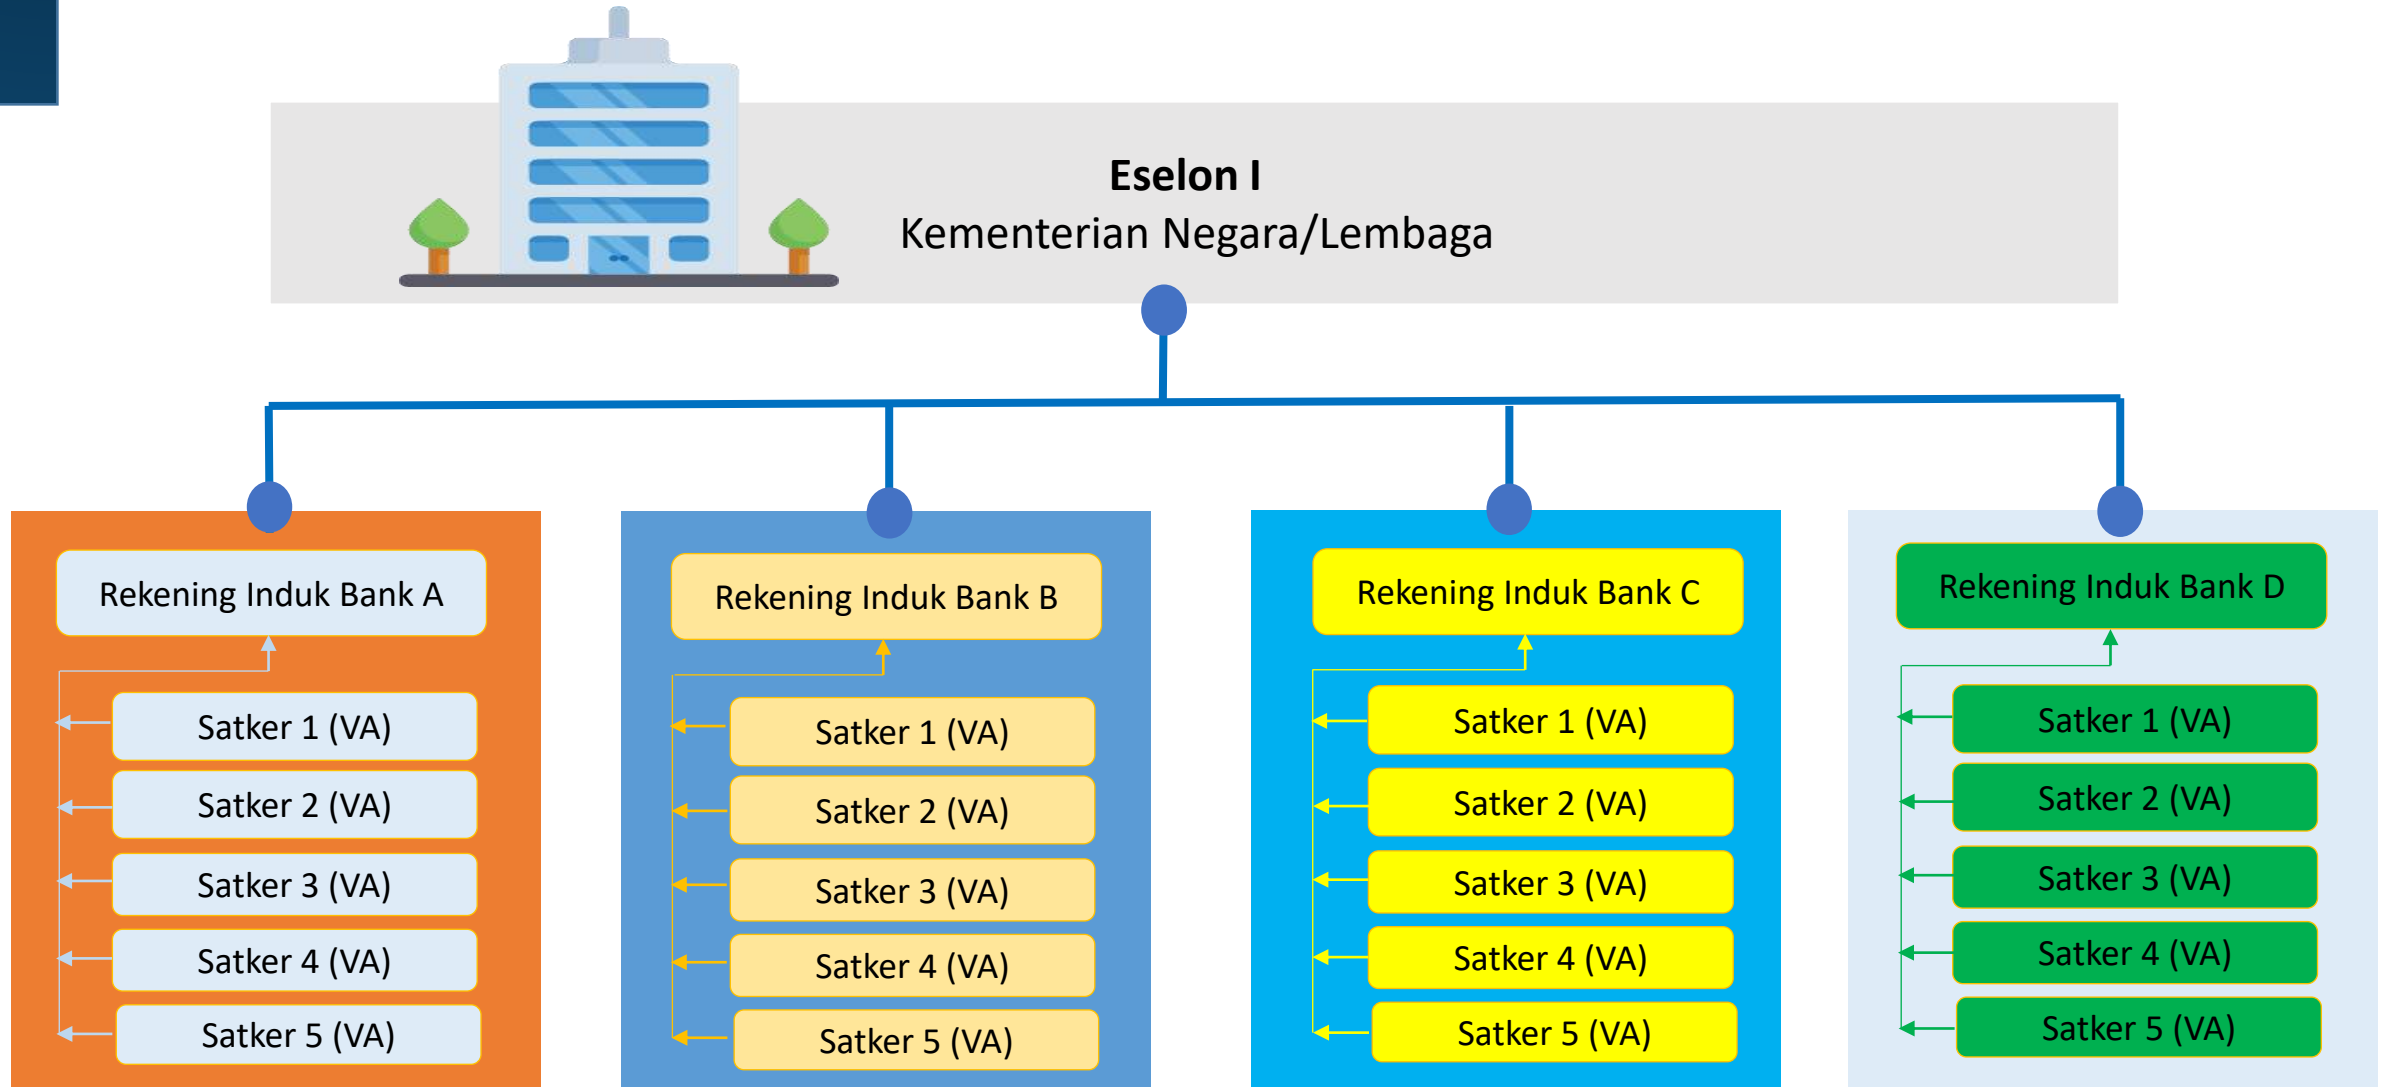 Eselon I
Kementerian Negara/Lembaga
Rekening Induk Bank A
Satker 1 (VA)
Satker 2 (VA)
Satker 3 (VA)
Satker 4 (VA)
Satker 5 (VA)
Rekening Induk Bank B
Satker 1 (VA)
Satker 2 (VA)
Satker 3 (VA)
Satker 4 (VA)
Satker 5 (VA)
Rekening Induk Bank C
Satker 1 (VA)
Satker 2 (VA)
Satker 3 (VA)
Satker 4 (VA)
Satker 5 (VA)
Rekening Induk Bank D
Satker 1 (VA)
Satker 2 (VA)
Satker 3 (VA)
Satker 4 (VA)
Satker 5 (VA)